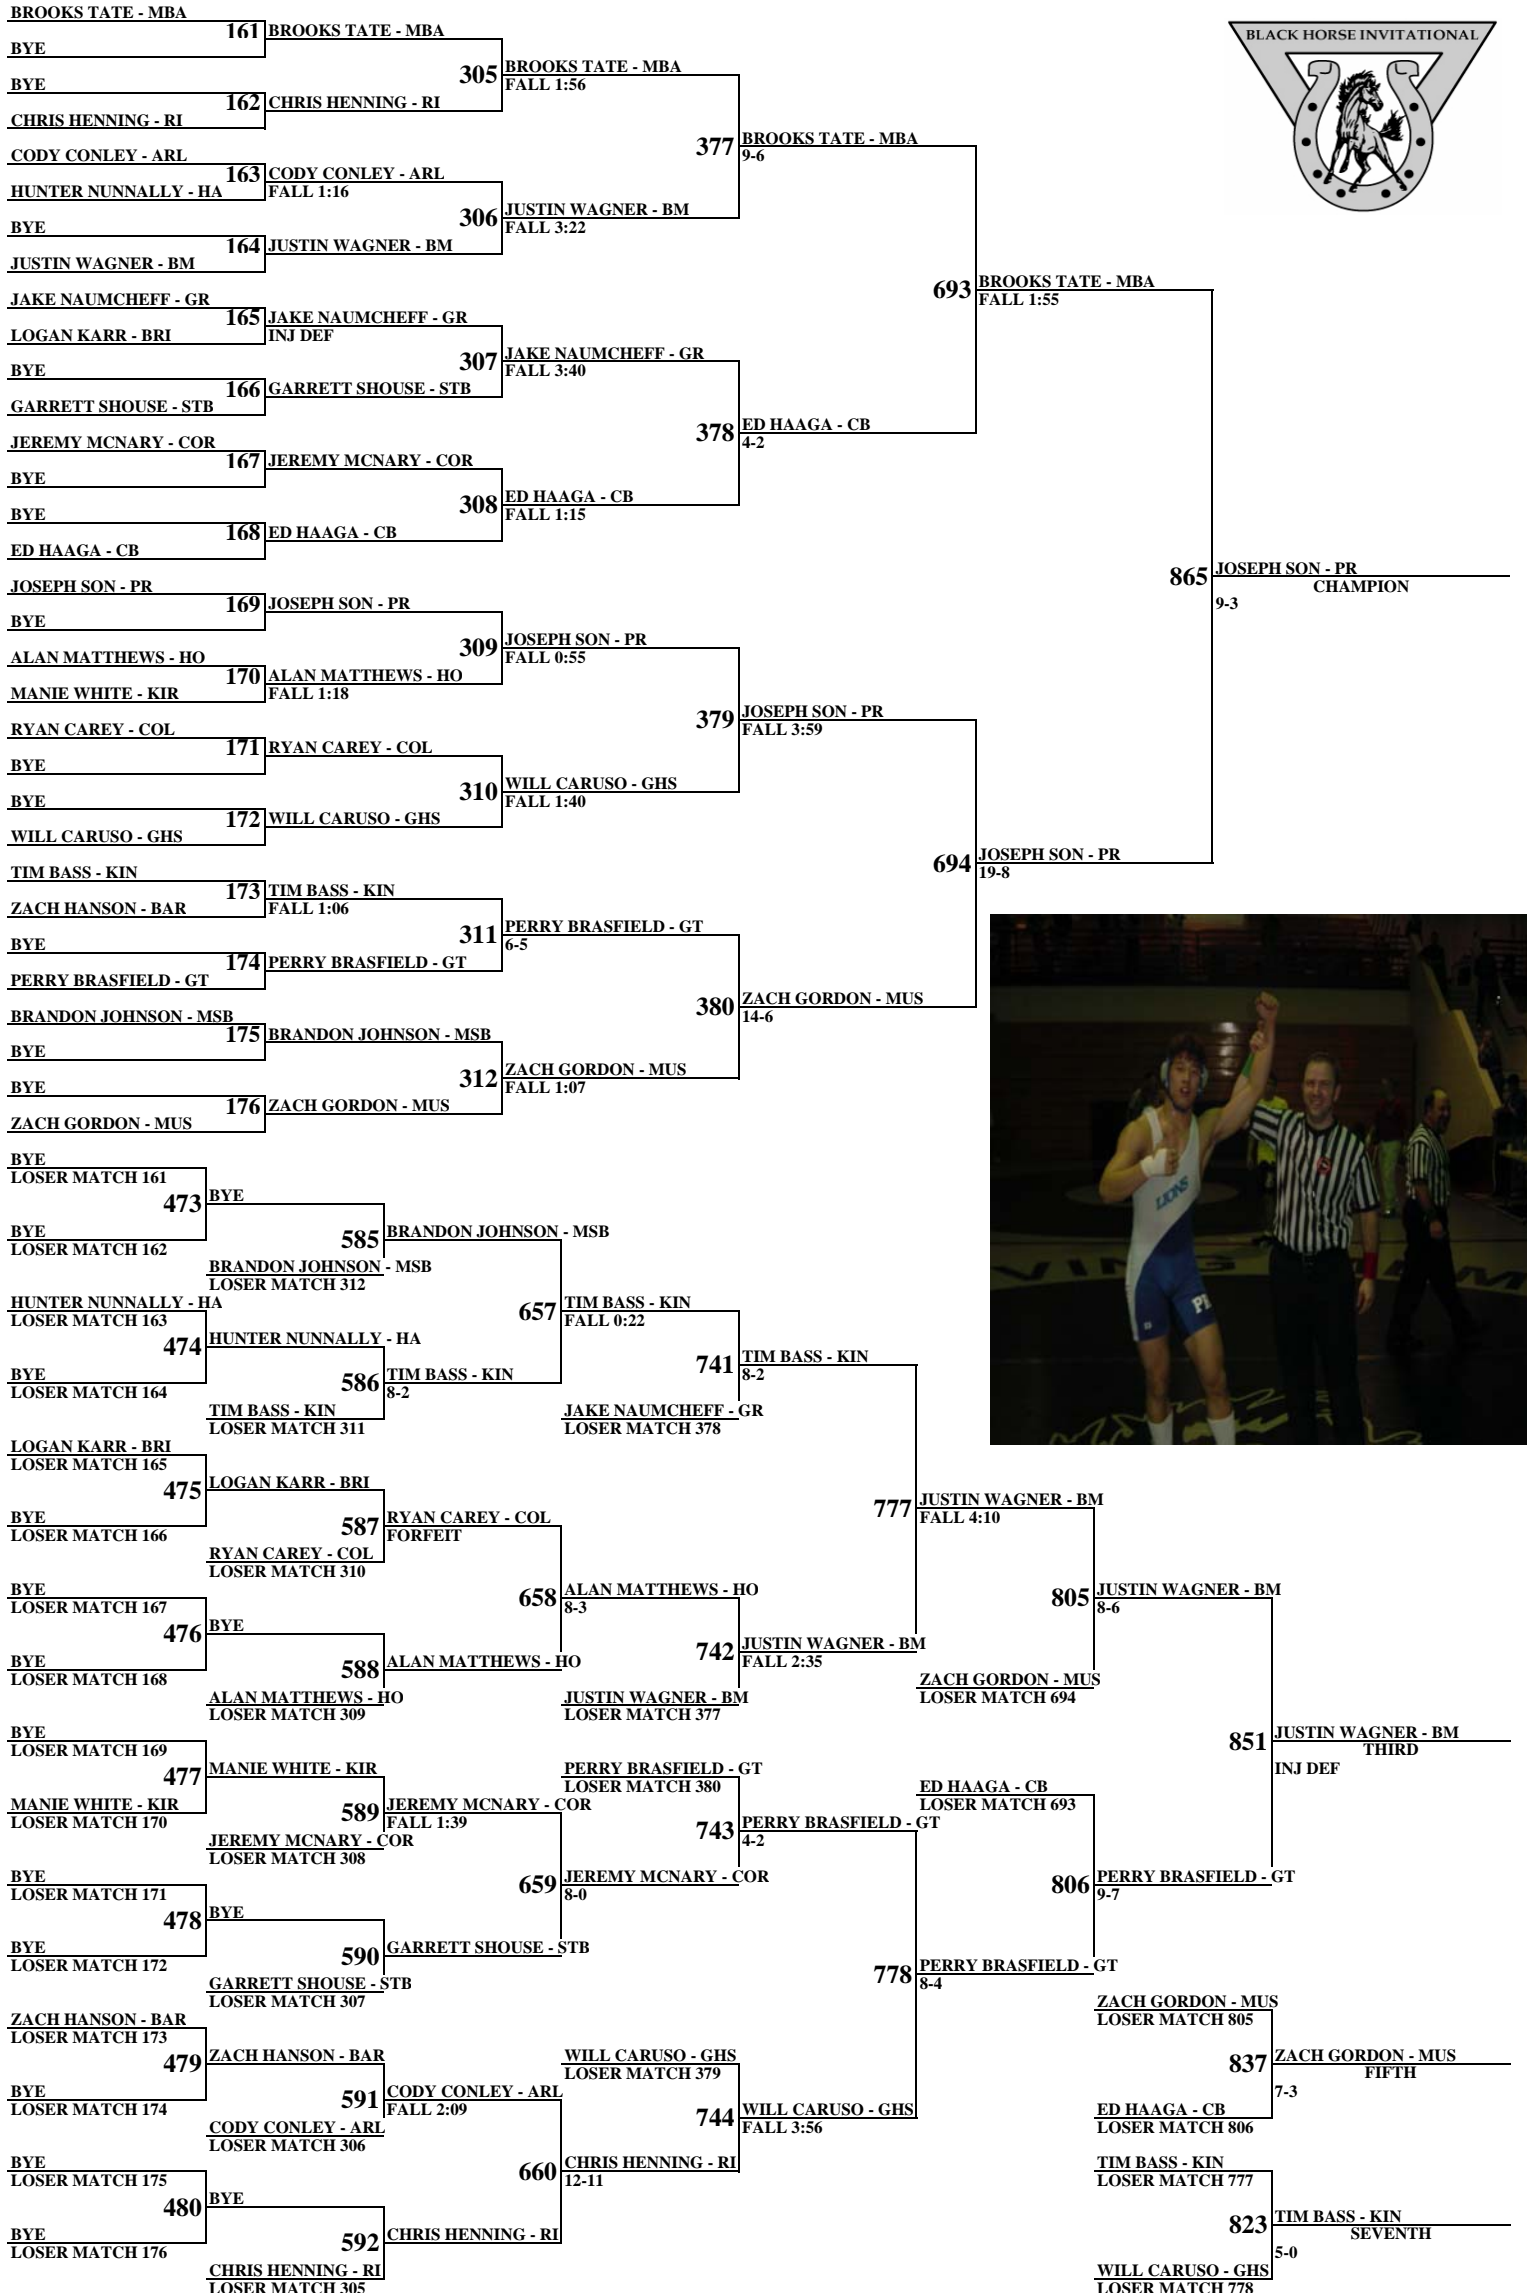 BROOKS TATE - MBA
BYE
161
BROOKS TATE - MBA
BYE
CHRIS HENNING - RI
162
CHRIS HENNING - RI
305
BROOKS TATE - MBA
FALL 1:56
CODY CONLEY - ARL
HUNTER NUNNALLY - HA
163
CODY CONLEY - ARL
FALL 1:16
BYE
JUSTIN WAGNER - BM
164
JUSTIN WAGNER - BM
306
JUSTIN WAGNER - BM
FALL 3:22
377
BROOKS TATE - MBA
9-6
JAKE NAUMCHEFF - GR
LOGAN KARR - BRI
165
JAKE NAUMCHEFF - GR
INJ DEF
BYE
GARRETT SHOUSE - STB
166
GARRETT SHOUSE - STB
307
JAKE NAUMCHEFF - GR
FALL 3:40
JEREMY MCNARY - COR
BYE
167
JEREMY MCNARY - COR
BYE
ED HAAGA - CB
168
ED HAAGA - CB
308
ED HAAGA - CB
FALL 1:15
378
ED HAAGA - CB
4-2
693
BROOKS TATE - MBA
FALL 1:55
JOSEPH SON - PR
BYE
169
JOSEPH SON - PR
ALAN MATTHEWS - HO
MANIE WHITE - KIR
170
ALAN MATTHEWS - HO
FALL 1:18
309
JOSEPH SON - PR
FALL 0:55
RYAN CAREY - COL
BYE
171
RYAN CAREY - COL
BYE
WILL CARUSO - GHS
172
WILL CARUSO - GHS
310
WILL CARUSO - GHS
FALL 1:40
379
JOSEPH SON - PR
FALL 3:59
TIM BASS - KIN
ZACH HANSON - BAR
173
TIM BASS - KIN
FALL 1:06
BYE
PERRY BRASFIELD - GT
174
PERRY BRASFIELD - GT
311
PERRY BRASFIELD - GT
6-5
BRANDON JOHNSON - MSB
BYE
175
BRANDON JOHNSON - MSB
BYE
ZACH GORDON - MUS
176
ZACH GORDON - MUS
312
ZACH GORDON - MUS
FALL 1:07
380
ZACH GORDON - MUS
14-6
694
JOSEPH SON - PR
19-8
865
JOSEPH SON - PR
CHAMPION
9-3
BLACK HORSE INVITATIONAL
LIONS
BYE
LOSER MATCH 161
473
BYE
BYE
LOSER MATCH 162
585
BRANDON JOHNSON - MSB
BRANDON JOHNSON - MSB
LOSER MATCH 312
HUNTER NUNNALLY - HA
LOSER MATCH 163
474
HUNTER NUNNALLY - HA
BYE
LOSER MATCH 164
586
TIM BASS - KIN
8-2
TIM BASS - KIN
LOSER MATCH 311
657
TIM BASS - KIN
FALL 0:22
741
TIM BASS - KIN
8-2
JAKE NAUMCHEFF - GR
LOSER MATCH 378
LOGAN KARR - BRI
LOSER MATCH 165
475
LOGAN KARR - BRI
BYE
LOSER MATCH 166
587
RYAN CAREY - COL
FORFEIT
RYAN CAREY - COL
LOSER MATCH 310
BYE
LOSER MATCH 167
476
BYE
BYE
LOSER MATCH 168
588
ALAN MATTHEWS - HO
ALAN MATTHEWS - HO
LOSER MATCH 309
658
ALAN MATTHEWS - HO
8-3
742
JUSTIN WAGNER - BM
FALL 2:35
JUSTIN WAGNER - BM
LOSER MATCH 377
777
JUSTIN WAGNER - BM
FALL 4:10
805
JUSTIN WAGNER - BM
8-6
ZACH GORDON - MUS
LOSER MATCH 694
BYE
LOSER MATCH 169
477
MANIE WHITE - KIR
MANIE WHITE - KIR
LOSER MATCH 170
589
JEREMY MCNARY - COR
FALL 1:39
JEREMY MCNARY - COR
LOSER MATCH 308
BYE
LOSER MATCH 171
478
BYE
BYE
LOSER MATCH 172
590
GARRETT SHOUSE - STB
GARRETT SHOUSE - STB
LOSER MATCH 307
659
JEREMY MCNARY - COR
8-0
PERRY BRASFIELD - GT
LOSER MATCH 380
743
PERRY BRASFIELD - GT
4-2
ZACH HANSON - BAR
LOSER MATCH 173
479
ZACH HANSON - BAR
BYE
LOSER MATCH 174
591
CODY CONLEY - ARL
FALL 2:09
CODY CONLEY - ARL
LOSER MATCH 306
BYE
LOSER MATCH 175
480
BYE
BYE
LOSER MATCH 176
592
CHRIS HENNING - RI
CHRIS HENNING - RI
LOSER MATCH 305
660
CHRIS HENNING - RI
12-11
WILL CARUSO - GHS
LOSER MATCH 379
744
WILL CARUSO - GHS
FALL 3:56
778
PERRY BRASFIELD - GT
8-4
ED HAAGA - CB
LOSER MATCH 693
806
PERRY BRASFIELD - GT
9-7
851
JUSTIN WAGNER - BM
THIRD
INJ DEF
ZACH GORDON - MUS
LOSER MATCH 805
837
ZACH GORDON - MUS
FIFTH
7-3
ED HAAGA - CB
LOSER MATCH 806
TIM BASS - KIN
LOSER MATCH 777
823
TIM BASS - KIN
SEVENTH
5-0
WILL CARUSO - GHS
LOSER MATCH 778